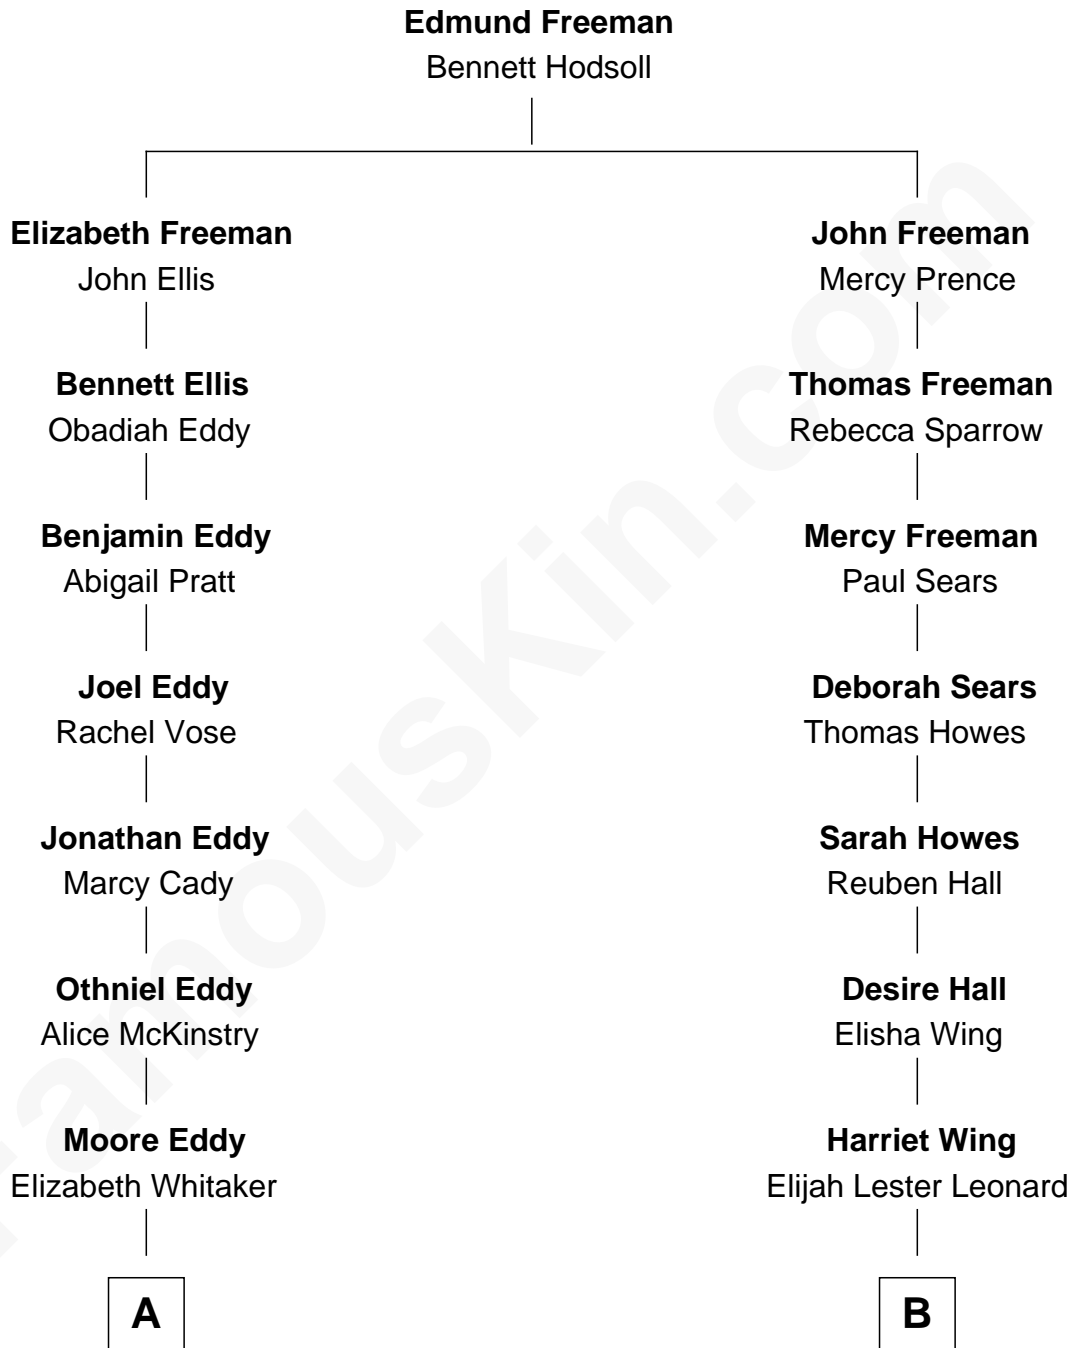 Edmund Freeman
Bennett Hodsoll
Elizabeth Freeman
John Ellis
Bennett Ellis
Obadiah Eddy
Benjamin Eddy
Abigail Pratt
Joel Eddy
Rachel Vose
Jonathan Eddy
Marcy Cady
Othniel Eddy
Alice McKinstry
Moore Eddy
Elizabeth Whitaker
A
John Freeman
Mercy Prence
Thomas Freeman
Rebecca Sparrow
Mercy Freeman
Paul Sears
Deborah Sears
Thomas Howes
Sarah Howes
Reuben Hall
Desire Hall
Elisha Wing
Harriet Wing
Elijah Lester Leonard
B
FamousKin.com